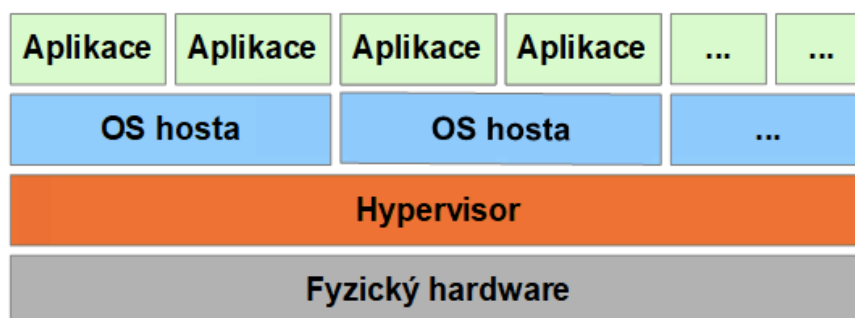 Aplikace Aplikace Aplikace Aplikace ... ...
OS hosta OS hosta ...
Hypervisor
Fyzický hardware